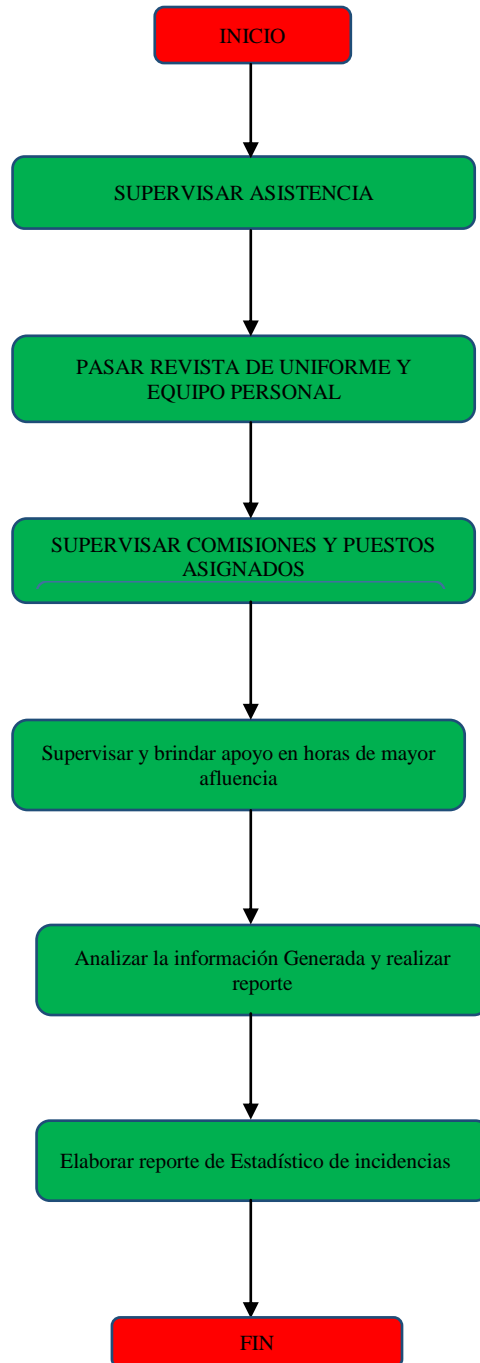 INICIO
SUPERVISAR ASISTENCIA
PASAR REVISTA DE UNIFORME Y
EQUIPO PERSONAL
SUPERVISAR COMISIONES Y PUESTOS
ASIGNADOS
Supervisar y brindar apoyo en horas de mayor
afluencia
Analizar la información Generada y realizar
reporte
Elaborar reporte de Estadístico de incidencias
FIN